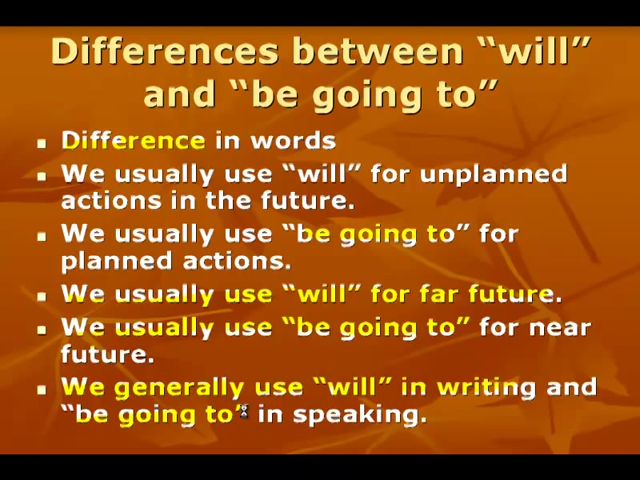 Differences between “will”
and “be going to”
Difference in words
We usually use “will” for unplanned
actions in the future.
We usually use “be going to” for
planned actions.
We usually use “will” for far future.
We usually use “be going to” for near
future.
We generally use “will” in writing and
“be going to” in speaking.